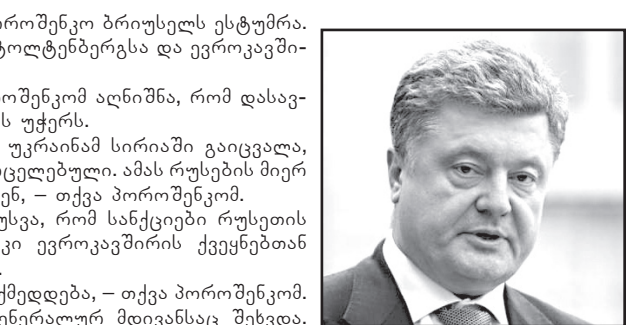 როშენკო ბრიუსელს ესტუმრა.
ტოლტენბერგსა და ევროკავში-
როშენკომ აღნიშნა, რომ დასავ-
ს უჭერს.
უკრაინამ სირიაში გაიცვალა,
ცელებული. ამას რუსების მიერ
ენ, – თქვა პოროშენკომ.
უსვა, რომ სანქციები რუსეთის
კი ევროკავშირის ქვეყნებთან
ქმედდება, – თქვა პოროშენკომ.
ენერალურ მდივანსაც შეხვდა.